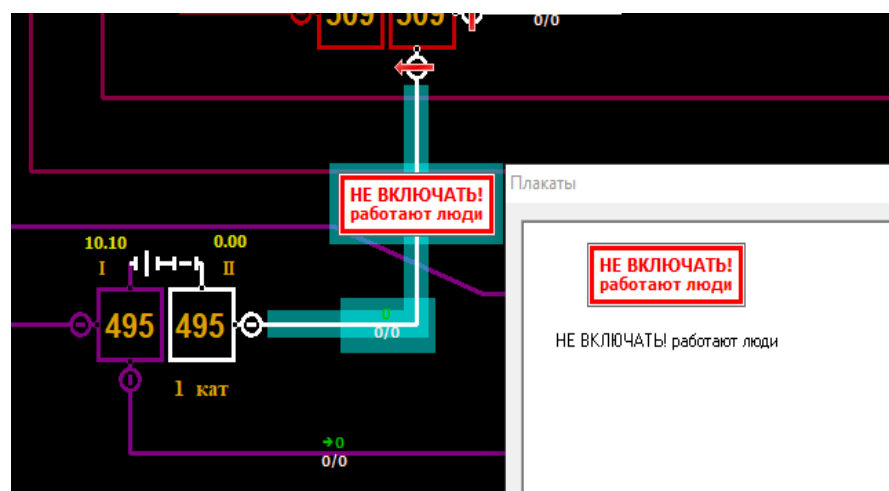 509 509
0/0
Плакаты
НЕ ВКЛЮЧАТЬ!
работают люди
НЕ ВКЛЮЧАТЬ!
работают люди
НЕ ВКЛЮЧАТЬ! работают люди
10.10 0.00
I II
495 495
0
0/0
1 кат
→0
0/0